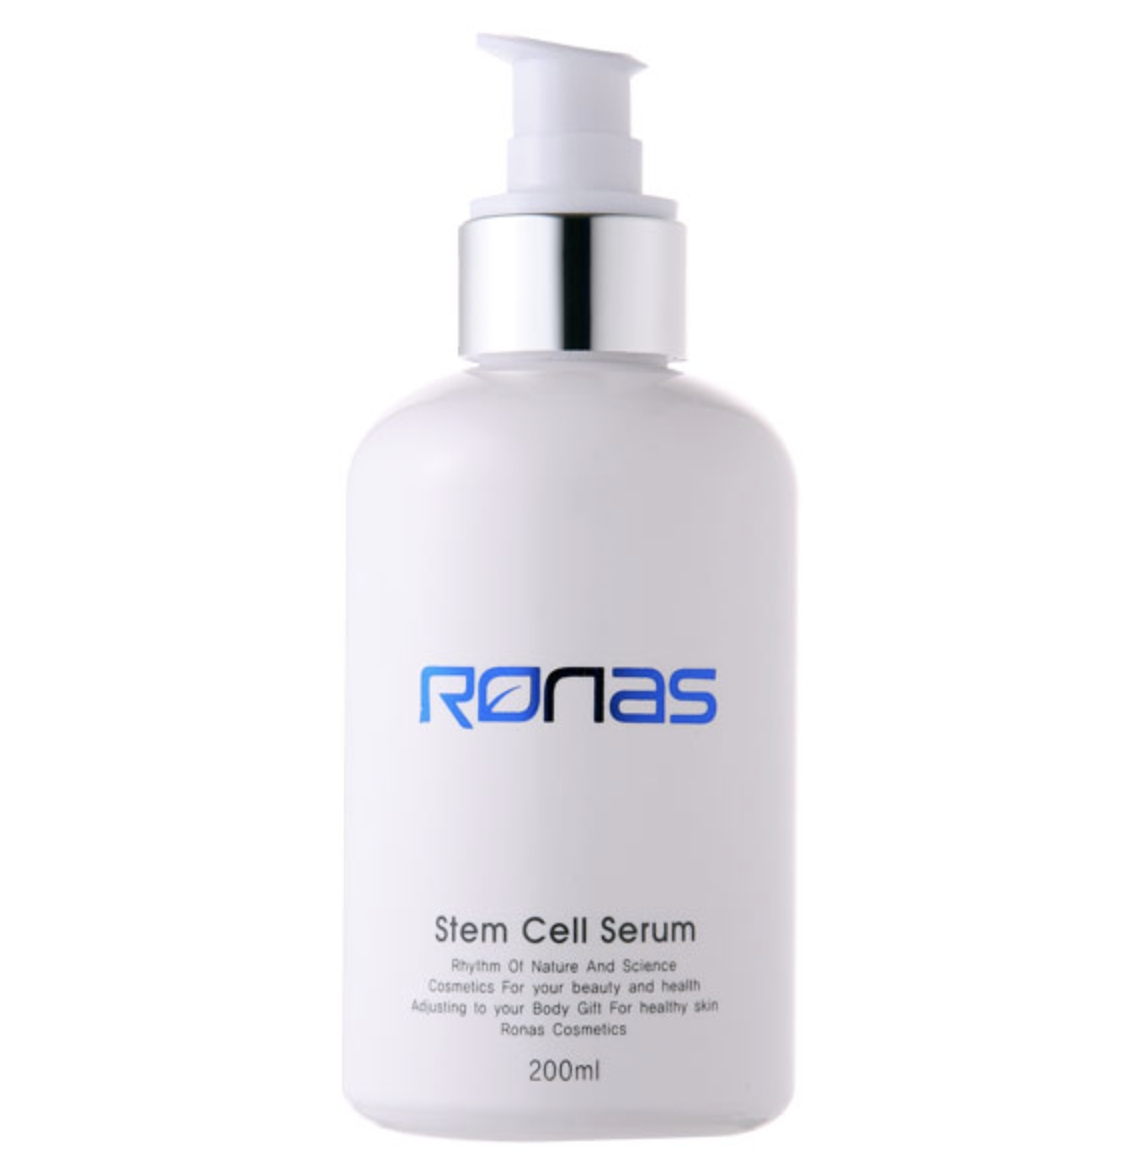 RONAS
Stem Cell Serum
Rhythm Of Nature And Science
Cosmetics For your beauty and health
Adjusting to your Body Gift For healthy skin
Ronas Cosmetics
200ml